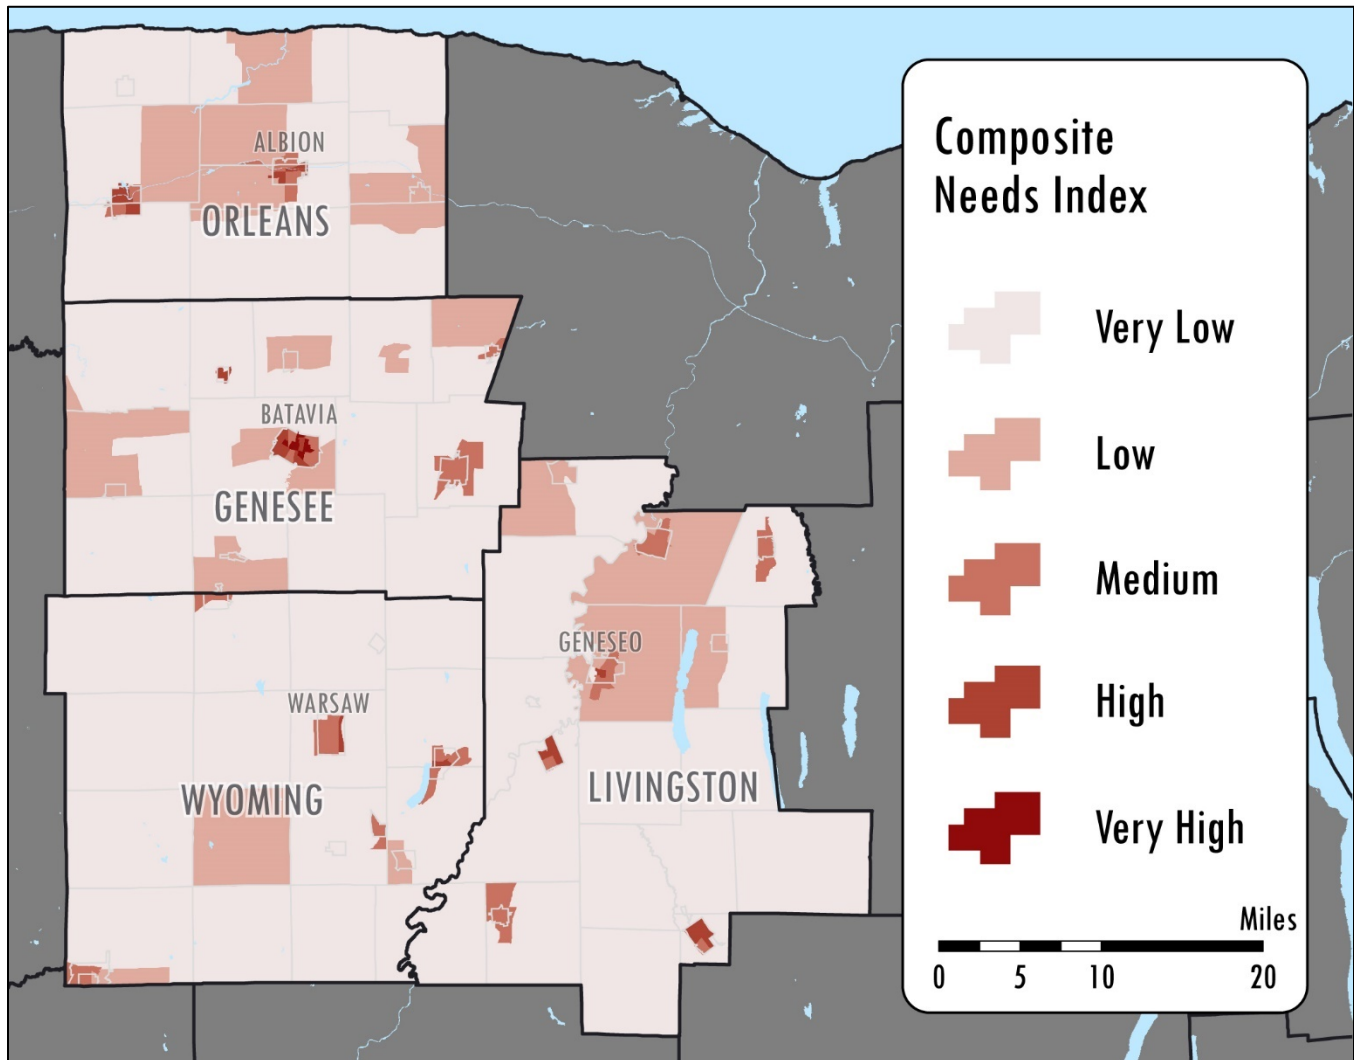 ALBION
ORLEANS
BATAVIA
GENESEE
GENESEO
WARSAW
WYOMING
LIVINGSTON
Composite
Needs Index
Very Low
Low
Medium
High
Very High
Miles
0 5 10 20